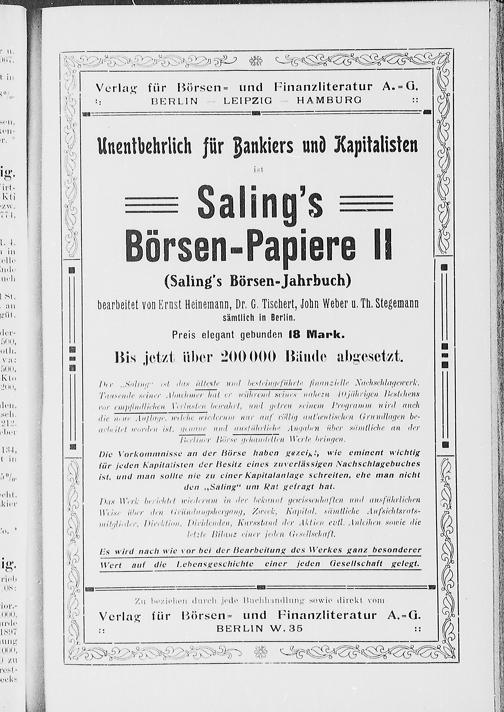 Verlag für Börsen- und Finanzliteratur A.-G.
BERLIN — LEIPZIG — HAMBURG
Unentbehrlich für Bankiers und Kapitalisten
ist
Saling's
Börsen-Papiere II
(Saling's Börsen-Jahrbuch)
bearbeitet von Ernst Heinemann, Dr. G. Tischert, John Weber u. Th. Stegemann
sämtlich in Berlin.
Preis elegant gebunden 18 Mark.
Bis jetzt über 200 000 Bände abgesetzt.
Der „Saling“ ist das älteste und besteingeführte finanzielle Nachschlagewerk.
Tausende seiner Abnehmer hat er während seines nahezu 40jährigen Bestehens
vor empfindlichen Verlusten bewahrt, und getreu seinem Programm wird auch
die neue Auflage, welche wiederum nur auf völlig authentischen Grundlagen be-
arbeitet worden ist, genaue und ausführliche Angaben über sämtliche an der
Berliner Börse gehandelten Werte bringen.
Die Vorkommnisse an der Börse haben gezeigt, wie eminent wichtig
für jeden Kapitalisten der Besitz eines zuverlässigen Nachschlagebuches
ist, und man sollte nie zu einer Kapitalanlage schreiten, ehe man nicht
den „Saling“ um Rat gefragt hat.
Das Werk berichtet wiederum in der bekannt gewissenhaften und ausführlichen
Weise über den Gründungshergang, Zweck, Kapital, sämtliche Aufsichtsrats-
mitglieder, Direktion, Dividenden, Kursstand der Aktien evtl. Anleihen sowie die
letzte Bilanz einer jeden Gesellschaft.
Es wird nach wie vor bei der Bearbeitung des Werkes ganz besonderer
Wert auf die Lebensgeschichte einer jeden Gesellschaft gelegt.
Zu beziehen durch jede Buchhandlung sowie direkt vom
Verlag für Börsen- und Finanzliteratur A.-G.
BERLIN W. 35